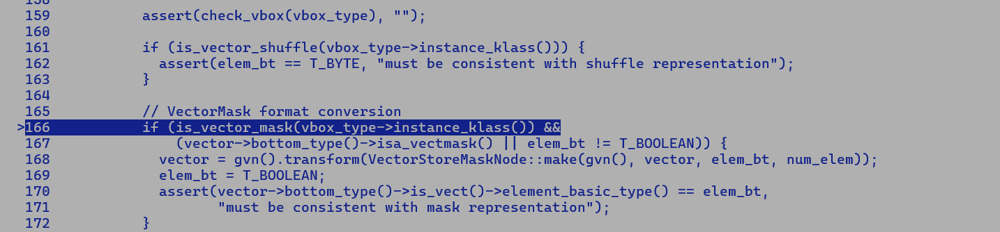 158
159           assert(check_vbox(vbox_type), "");
160
161           if (is_vector_shuffle(vbox_type->instance_klass())) {
162             assert(elem_bt == T_BYTE, "must be consistent with shuffle representation");
163           }
164
165           // VectorMask format conversion
>166           if (is_vector_mask(vbox_type->instance_klass()) &&
167               (vector->bottom_type()->isa_vectmask() || elem_bt != T_BOOLEAN)) {
168             vector = gvn().transform(VectorStoreMaskNode::make(gvn(), vector, elem_bt, num_elem));
169             elem_bt = T_BOOLEAN;
170             assert(vector->bottom_type()->is_vect()->element_basic_type() == elem_bt,
171                    "must be consistent with mask representation");
172           }